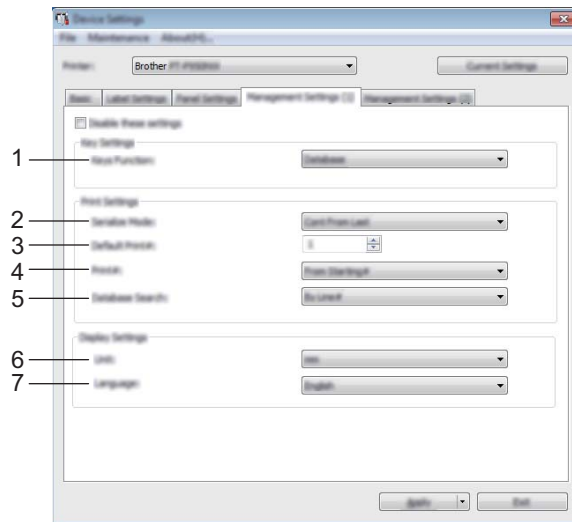 Device Settings
File Maintenance About(H)...
Printer: Brother
Current Settings
Basic Label Settings Panel Settings Management Settings [1] Management Settings [2]
Disable these settings
Key Settings
1 Keys Function: Database
Print Settings
2 Serialize Mode: Cont From Last
3 Default Print#: 1
4 Print#: From Starting#
5 Database Search: By Line#
Display Settings
6 Unit:
7 Language: English
Apply Exit